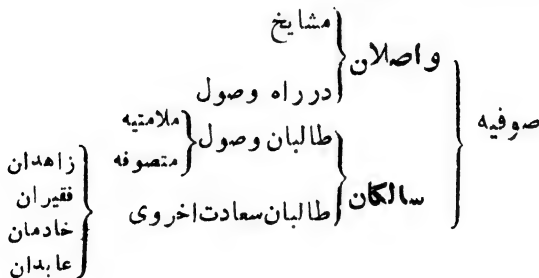 صوفیه
واصلان
مشایخ
در راه وصول
سالکان
طالبان وصول
ملامتیه
متصوفه
طالبان سعادت اخروی
زاهدان
فقیران
خادمان
عابدان